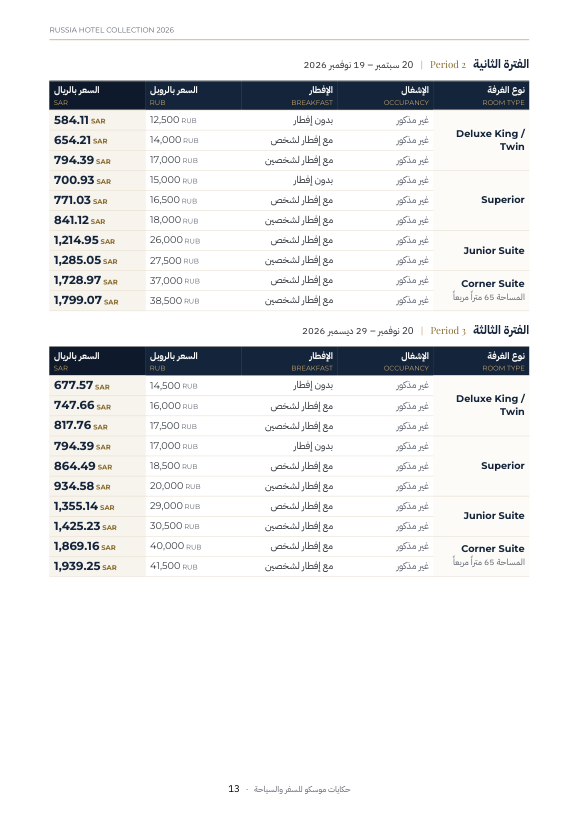 RUSSIA HOTEL COLLECTION 2026
الفترة الثانية Period 2 | 20 سبتمبر – 19 نوفمبر 2026
نوع الغرفة الإشغال الإفطار السعر بالروبل السعر بالريال
ROOM TYPE OCCUPANCY BREAKFAST RUB SAR
Deluxe King / Twin غير مذكور بدون إفطار 12,500 RUB 584.11 SAR
غير مذكور مع إفطار لشخص 14,000 RUB 654.21 SAR
غير مذكور مع إفطار لشخصين 17,000 RUB 794.39 SAR
Superior غير مذكور بدون إفطار 15,000 RUB 700.93 SAR
غير مذكور مع إفطار لشخص 16,500 RUB 771.03 SAR
غير مذكور مع إفطار لشخصين 18,000 RUB 841.12 SAR
Junior Suite غير مذكور مع إفطار لشخص 26,000 RUB 1,214.95 SAR
غير مذكور مع إفطار لشخصين 27,500 RUB 1,285.05 SAR
Corner Suite غير مذكور مع إفطار لشخص 37,000 RUB 1,728.97 SAR
المساحة 65 متراً مربعاً غير مذكور مع إفطار لشخصين 38,500 RUB 1,799.07 SAR
الفترة الثالثة Period 3 | 20 نوفمبر – 29 ديسمبر 2026
نوع الغرفة الإشغال الإفطار السعر بالروبل السعر بالريال
ROOM TYPE OCCUPANCY BREAKFAST RUB SAR
Deluxe King / Twin غير مذكور بدون إفطار 14,500 RUB 677.57 SAR
غير مذكور مع إفطار لشخص 16,000 RUB 747.66 SAR
غير مذكور مع إفطار لشخصين 17,500 RUB 817.76 SAR
Superior غير مذكور بدون إفطار 17,000 RUB 794.39 SAR
غير مذكور مع إفطار لشخص 18,500 RUB 864.49 SAR
غير مذكور مع إفطار لشخصين 20,000 RUB 934.58 SAR
Junior Suite غير مذكور مع إفطار لشخص 29,000 RUB 1,355.14 SAR
غير مذكور مع إفطار لشخصين 30,500 RUB 1,425.23 SAR
Corner Suite غير مذكور مع إفطار لشخص 40,000 RUB 1,869.16 SAR
المساحة 65 متراً مربعاً غير مذكور مع إفطار لشخصين 41,500 RUB 1,939.25 SAR
حكايات موسكو للسفر والسياحة · 13